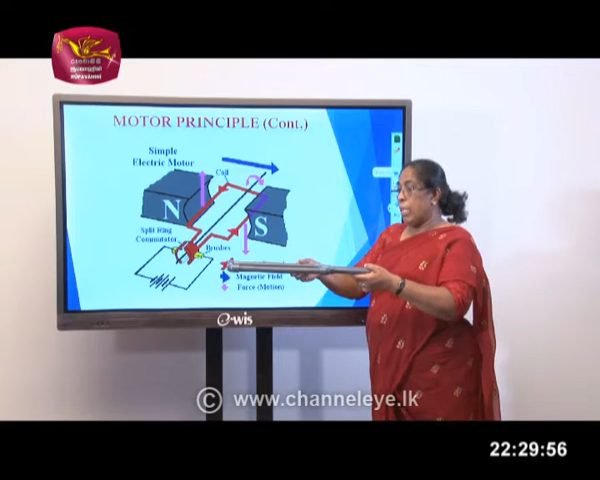 RUPAVAHINI
MOTOR PRINCIPLE (Cont.)
Simple
Electric Motor
Coil
N
S
Split Ring
Commutator
Brushes
Magnetic Field
Force (Motion)
e-wis
© www.channeleye.lk
22:29:56